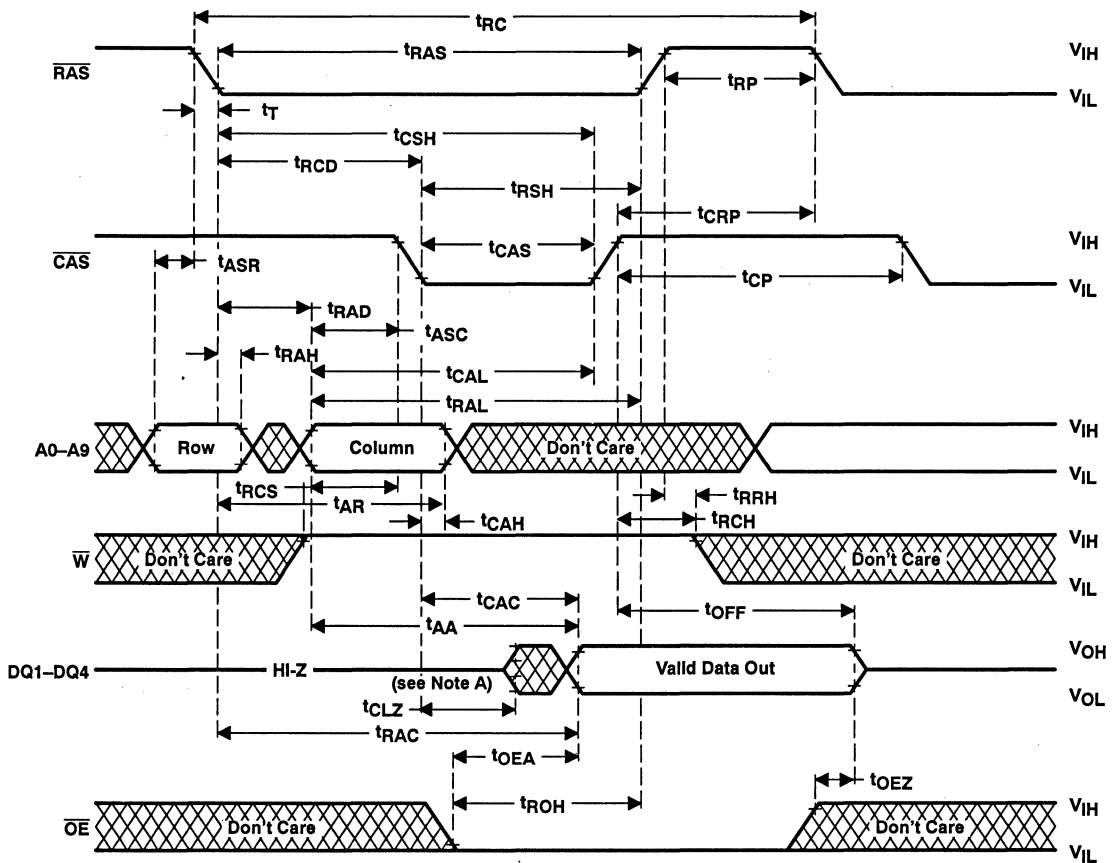 tRC
RAS
tRAS
VIH
tRP
VIL
tT
tCSH
tRCD
tRSH
tCRP
CAS
tCAS
VIH
tASR
tCP
VIL
tRAD
tASC
tRAH
tCAL
tRAL
A0–A9
Row
Column
Don't Care
VIH
VIL
tRCS
tRRH
tAR
tRCH
tCAH
W
Don't Care
Don't Care
VIH
VIL
tCAC
tOFF
tAA
DQ1–DQ4
HI-Z
Valid Data Out
VOH
(see Note A)
VOL
tCLZ
tRAC
tOEA
tOEZ
tROH
OE
Don't Care
Don't Care
VIH
VIL